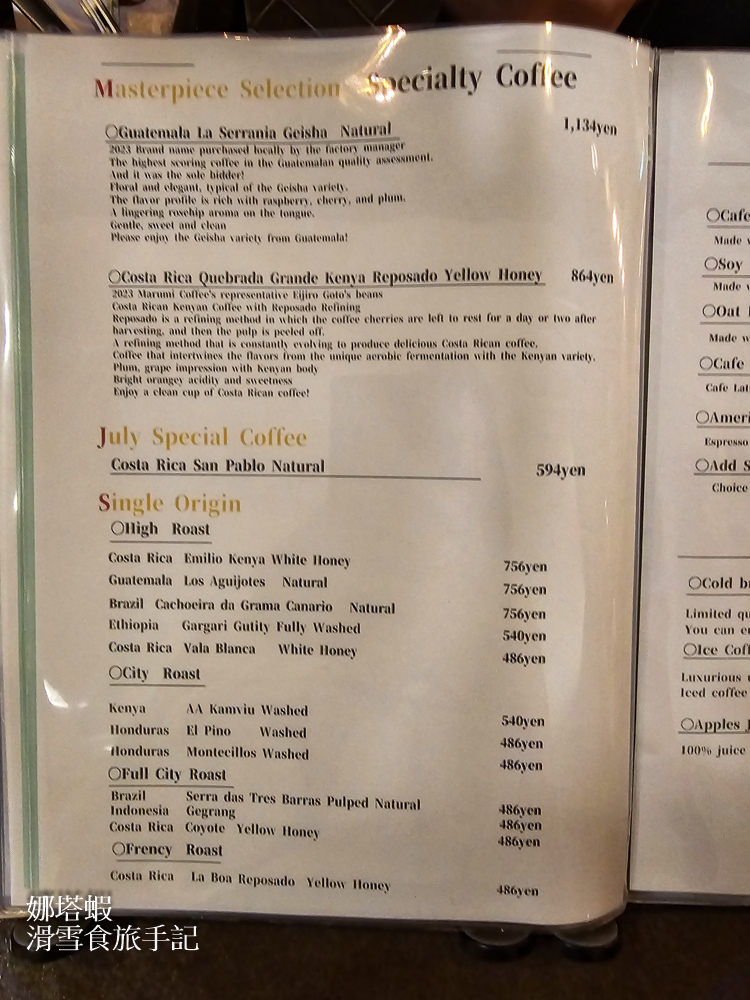 Masterpiece Selection Specialty Coffee
○Guatemala La Serrania Geisha Natural 1,134yen
2023 Brand name purchased locally by the factory manager
The highest scoring coffee in the Guatemalan quality assessment.
And it was the sole bidder!
Floral and elegant, typical of the Geisha variety.
The flavor profile is rich with raspberry, cherry, and plum.
A lingering rosehip aroma on the tongue.
Gentle, sweet and clean
Please enjoy the Geisha variety from Guatemala!
○Costa Rica Quebrada Grande Kenya Reposado Yellow Honey 864yen
2023 Marumi Coffee's representative Eijiro Goto's beans
Costa Rican Kenyan Coffee with Reposado Refining
Reposado is a refining method in which the coffee cherries are left to rest for a day or two after
harvesting, and then the pulp is peeled off.
A refining method that is constantly evolving to produce delicious Costa Rican coffee.
Coffee that intertwines the flavors from the unique aerobic fermentation with the Kenyan variety.
Plum, grape impression with Kenyan body
Bright orangey acidity and sweetness
Enjoy a clean cup of Costa Rican coffee!
July Special Coffee
Costa Rica San Pablo Natural 594yen
Single Origin
○High Roast
Costa Rica Emilio Kenya White Honey 756yen
Guatemala Los Aguijotes Natural 756yen
Brazil Cachoeira da Grama Canario Natural 756yen
Ethiopia Gargari Gutity Fully Washed 540yen
Costa Rica Vala Blanca White Honey 486yen
○City Roast
Kenya AA Kamviu Washed 540yen
Honduras El Pino Washed 486yen
Honduras Montecillos Washed 486yen
○Full City Roast
Brazil Serra das Tres Barras Pulped Natural 486yen
Indonesia Gegrang 486yen
Costa Rica Coyote Yellow Honey 486yen
○Frency Roast
Costa Rica La Boa Reposado Yellow Honey 486yen
○Cafe
Made
○Soy
Made
○Oat
Made
○Cafe
Cafe Lat
○Ameri
Espresso
○Add S
Choice
○Cold b
Limited qu
You can en
○Ice Coff
Luxurious
Iced coffee
○Apples J
100% juice
娜塔蝦
滑雪食旅手記